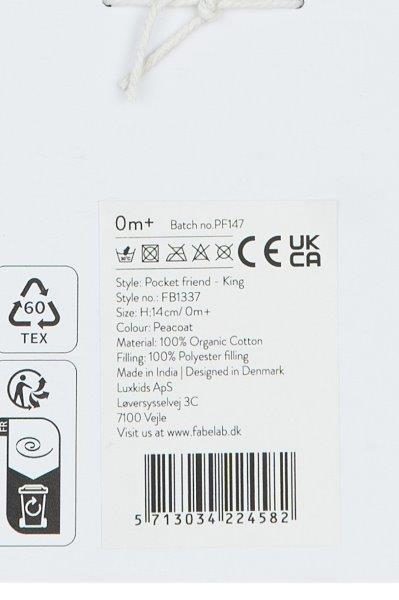 0m+ Batch no.PF147
CE UK CA
Style: Pocket friend - King
Style no.: FB1337
Size: H:14cm/ 0m+
Colour: Peacoat
Material: 100% Organic Cotton
Filling: 100% Polyester filling
Made in India | Designed in Denmark
Luxkids ApS
Løversysselvej 3C
7100 Vejle
Visit us at www.fabelab.dk
5 713034 224582
60
TEX
FR